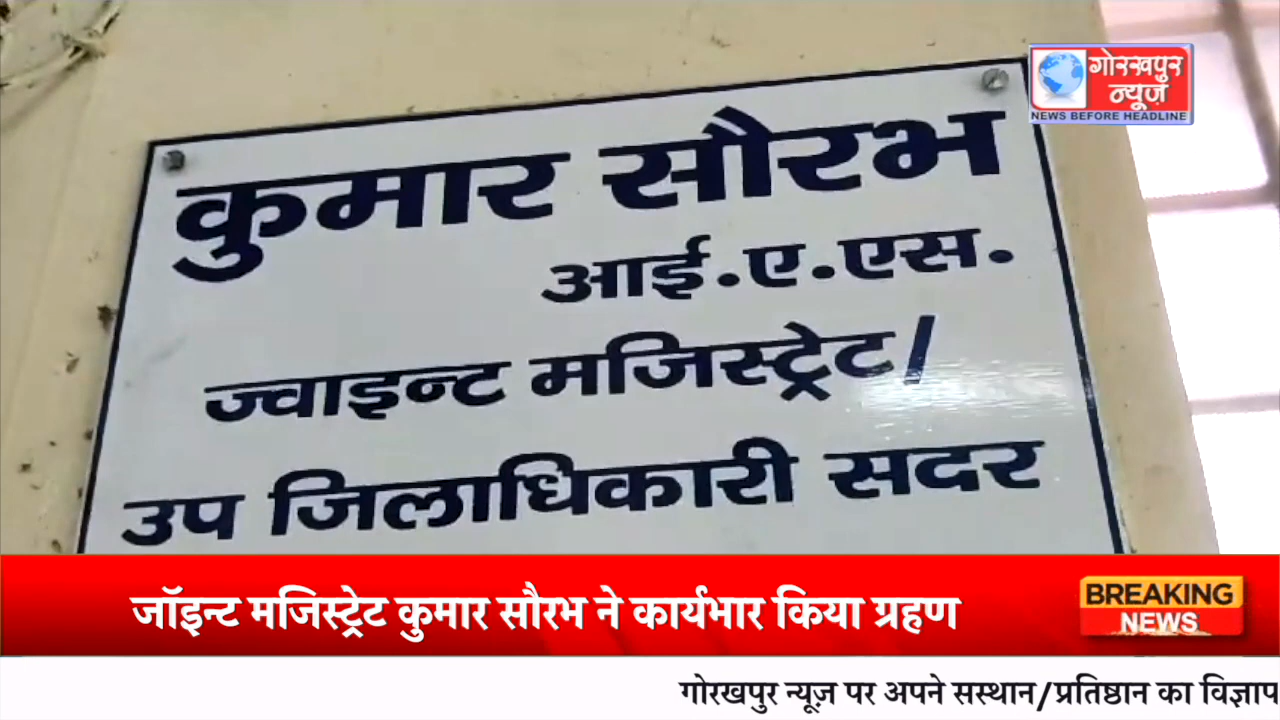 गोरखपुर
न्यूज़
NEWS BEFORE HEADLINE
कुमार सौरभ
आई.ए.एस.
ज्वाइन्ट मजिस्ट्रेट/
उप जिलाधिकारी सदर
जॉइन्ट मजिस्ट्रेट कुमार सौरभ ने कार्यभार किया ग्रहण
BREAKING
NEWS
गोरखपुर न्यूज़ पर अपने सस्थान/प्रतिष्ठान का विज्ञाप